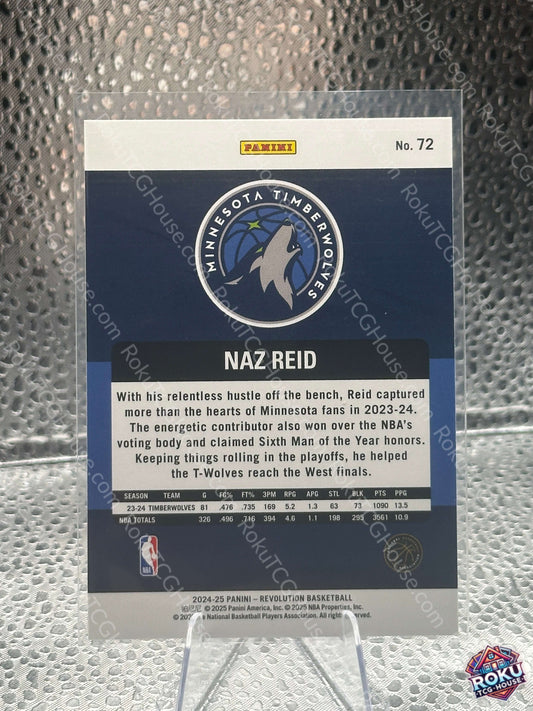 PANINI
No. 72
MINNESOTA TIMBERWOLVES
NAZ REID
With his relentless hustle off the bench, Reid captured
more than the hearts of Minnesota fans in 2023-24.
The energetic contributor also won over the NBA's
voting body and claimed Sixth Man of the Year honors.
Keeping things rolling in the playoffs, he helped
the T-Wolves reach the West finals.
SEASON TEAM G FG% FT% 3PM RPG APG STL BLK PTS PPG
23-24 TIMBERWOLVES 81 .476 .735 169 5.2 1.3 63 73 1090 13.5
NBA TOTALS 326 .496 .716 394 4.6 1.1 198 295 3561 10.9
NBA
2024-25 PANINI – REVOLUTION BASKETBALL
© 2025 Panini America, Inc. © 2025 NBA Properties, Inc.
National Basketball Players Association. All rights reserved.
RokuTCGHouse.com
ROKU
TCG HOUSE